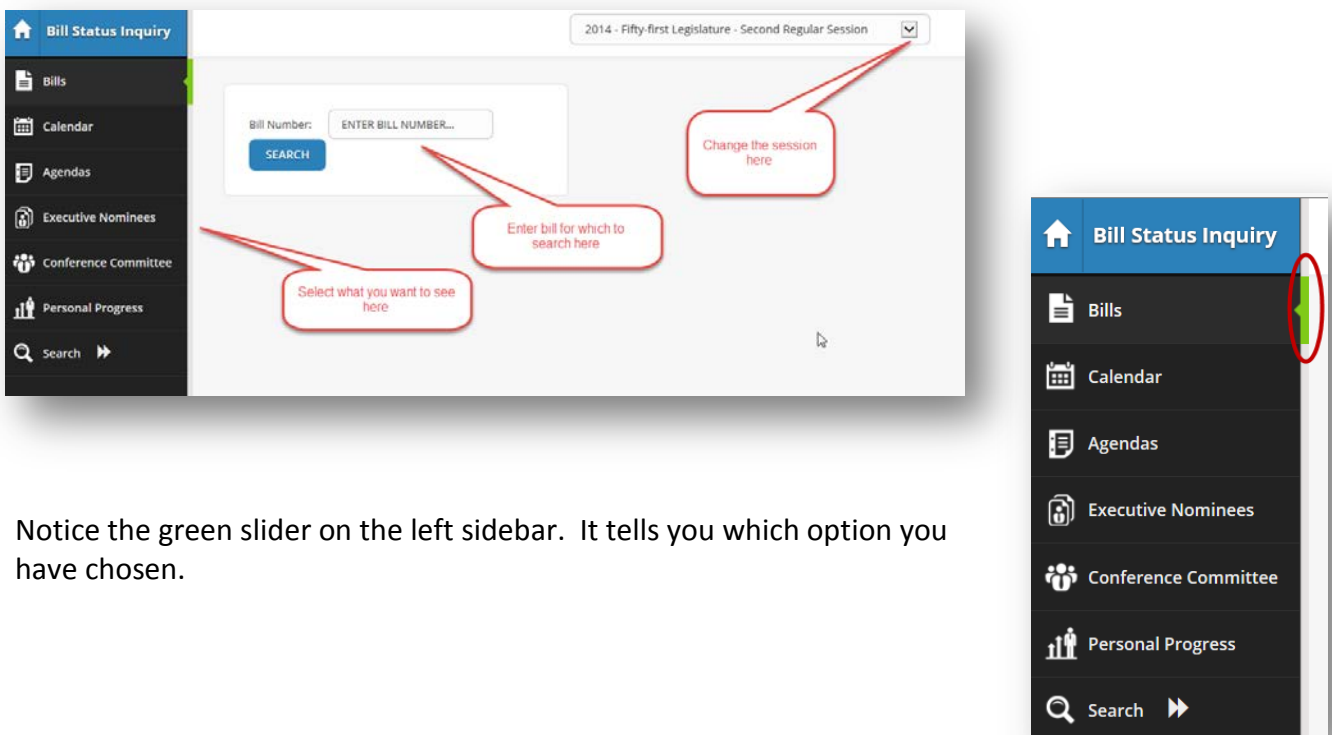 Bill Status Inquiry
2014 - Fifty-first Legislature - Second Regular Session
Bills
Calendar
Agendas
Executive Nominees
Conference Committee
Personal Progress
Search
Bill Number:
ENTER BILL NUMBER...
SEARCH
Change the session
here
Enter bill for which to
search here
Select what you want to see
here
Notice the green slider on the left sidebar.  It tells you which option you
have chosen.
Bill Status Inquiry
Bills
Calendar
Agendas
Executive Nominees
Conference Committee
Personal Progress
Search